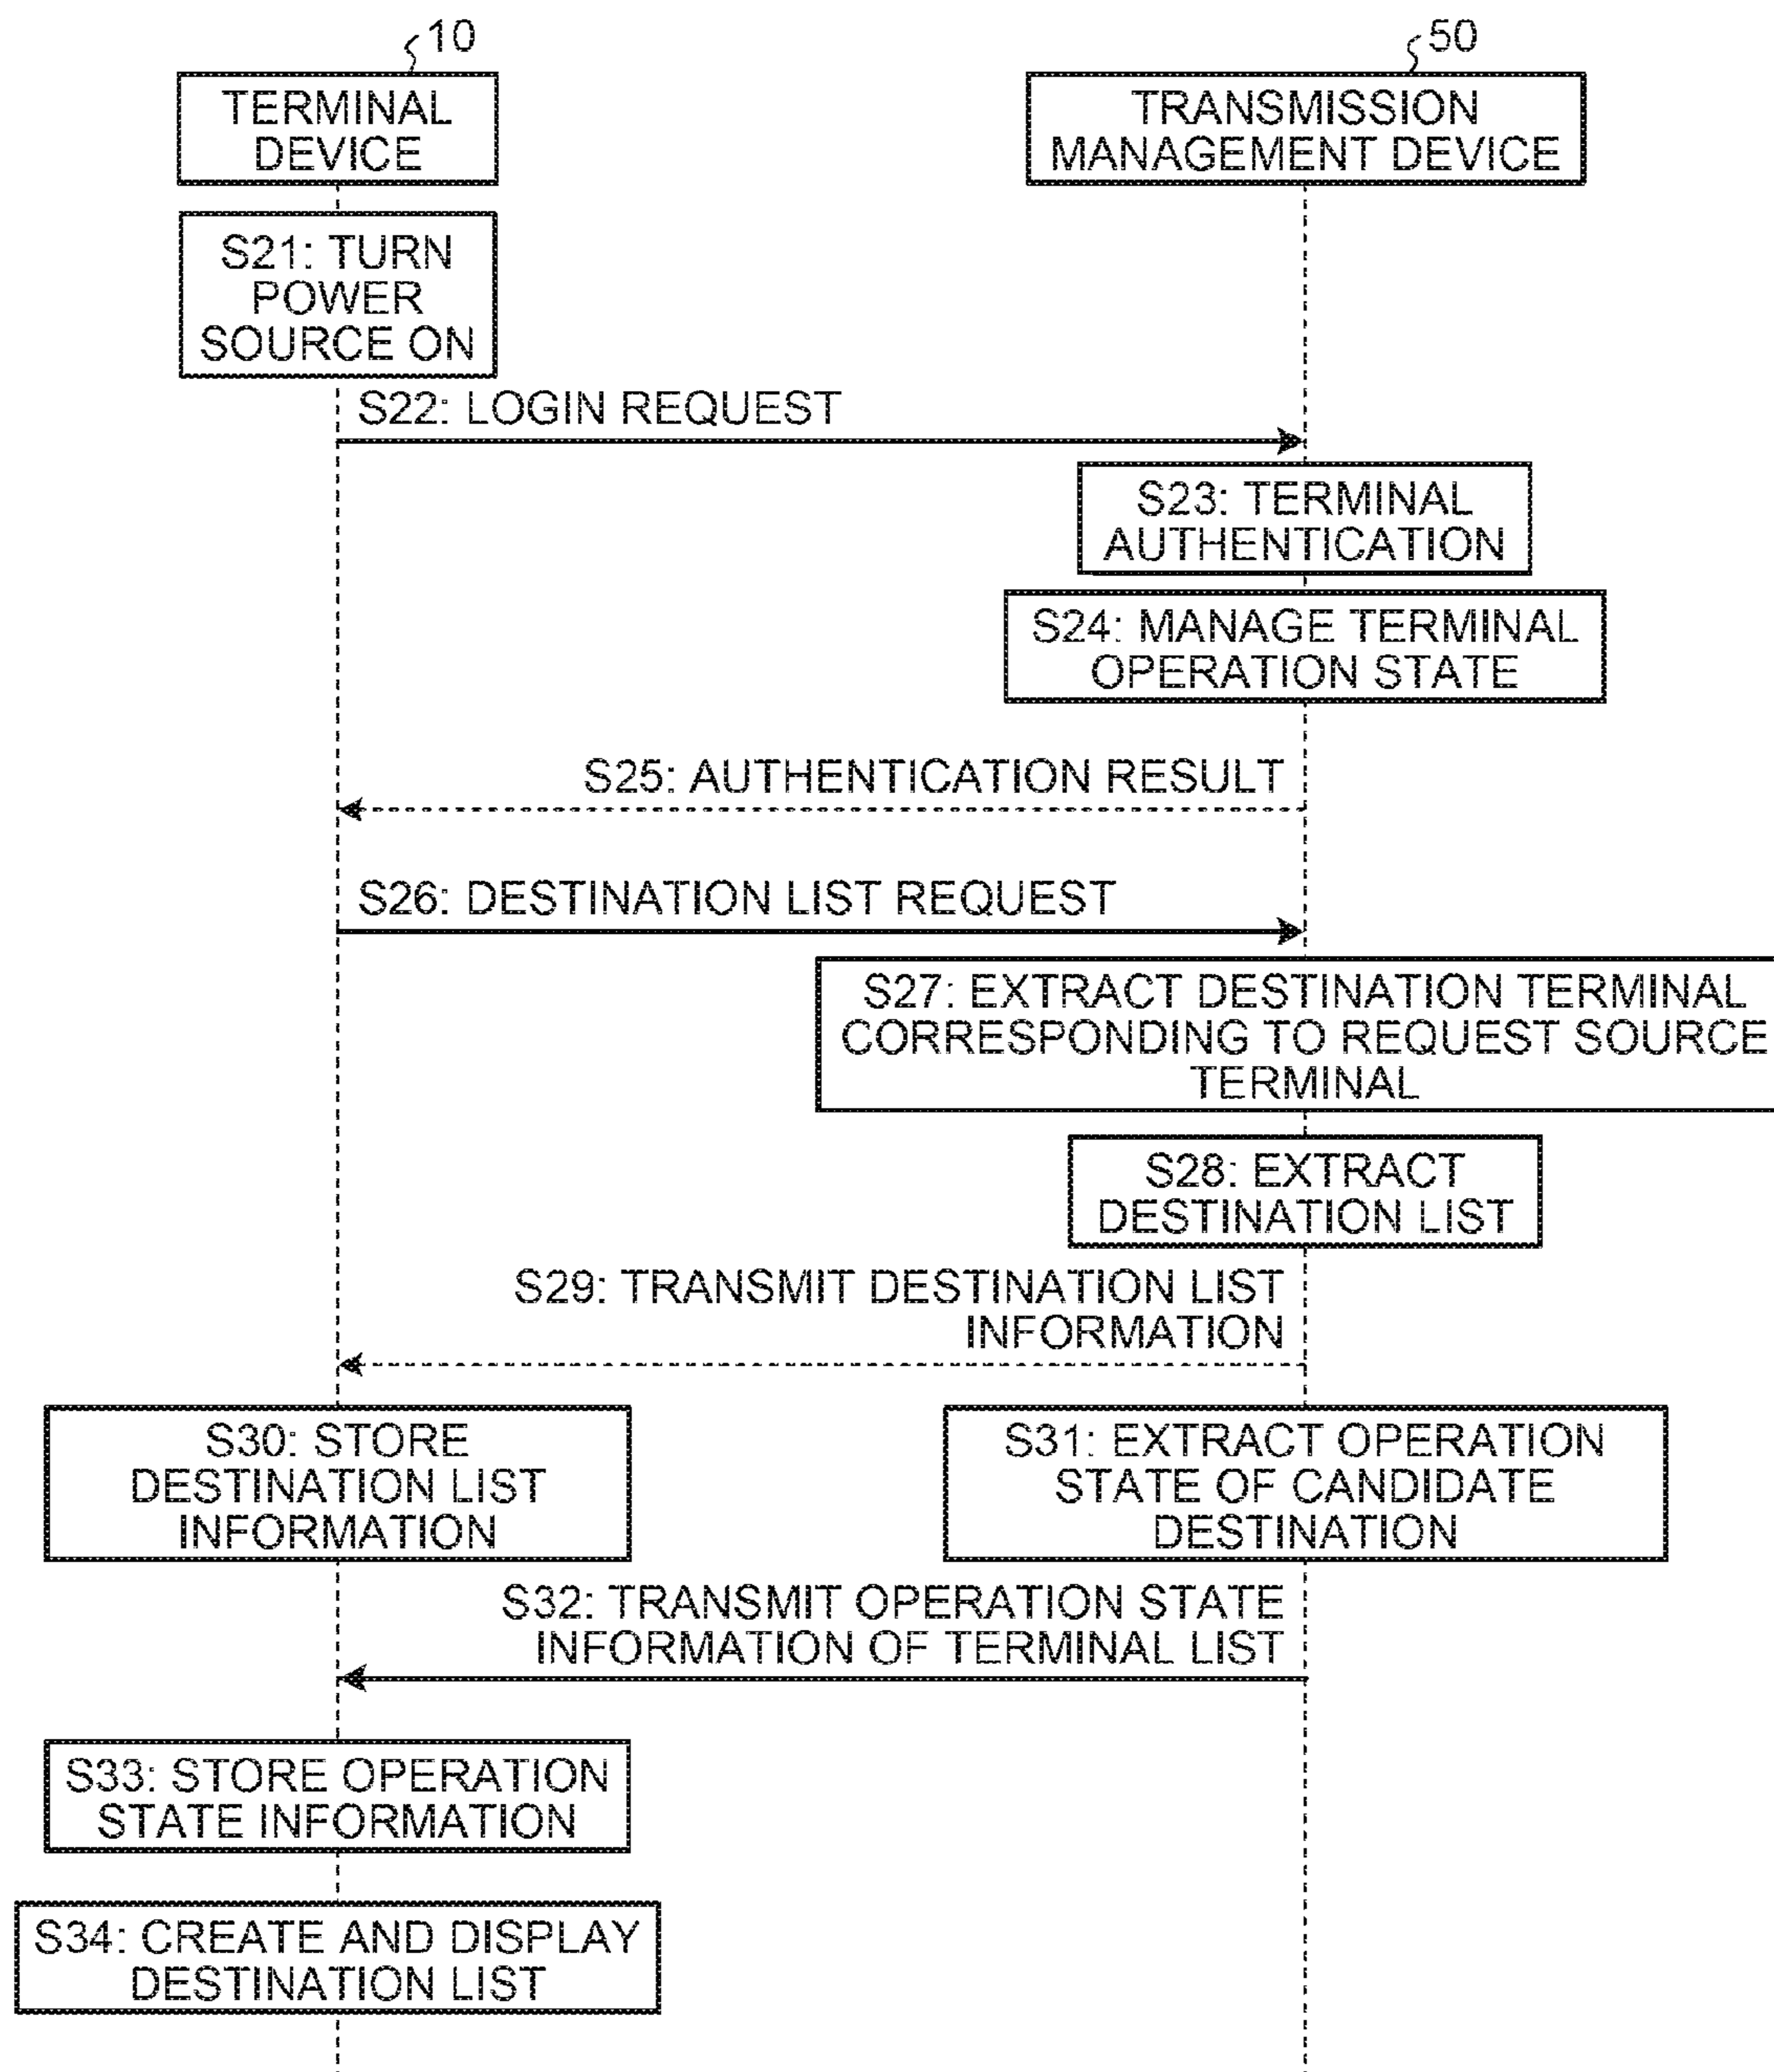 10
50
TERMINAL
DEVICE
TRANSMISSION
MANAGEMENT DEVICE
S21: TURN
POWER
SOURCE ON
S22: LOGIN REQUEST
S23: TERMINAL
AUTHENTICATION
S24: MANAGE TERMINAL
OPERATION STATE
S25: AUTHENTICATION RESULT
S26: DESTINATION LIST REQUEST
S27: EXTRACT DESTINATION TERMINAL
CORRESPONDING TO REQUEST SOURCE
TERMINAL
S28: EXTRACT
DESTINATION LIST
S29: TRANSMIT DESTINATION LIST
INFORMATION
S30: STORE
DESTINATION LIST
INFORMATION
S31: EXTRACT OPERATION
STATE OF CANDIDATE
DESTINATION
S32: TRANSMIT OPERATION STATE
INFORMATION OF TERMINAL LIST
S33: STORE OPERATION
STATE INFORMATION
S34: CREATE AND DISPLAY
DESTINATION LIST